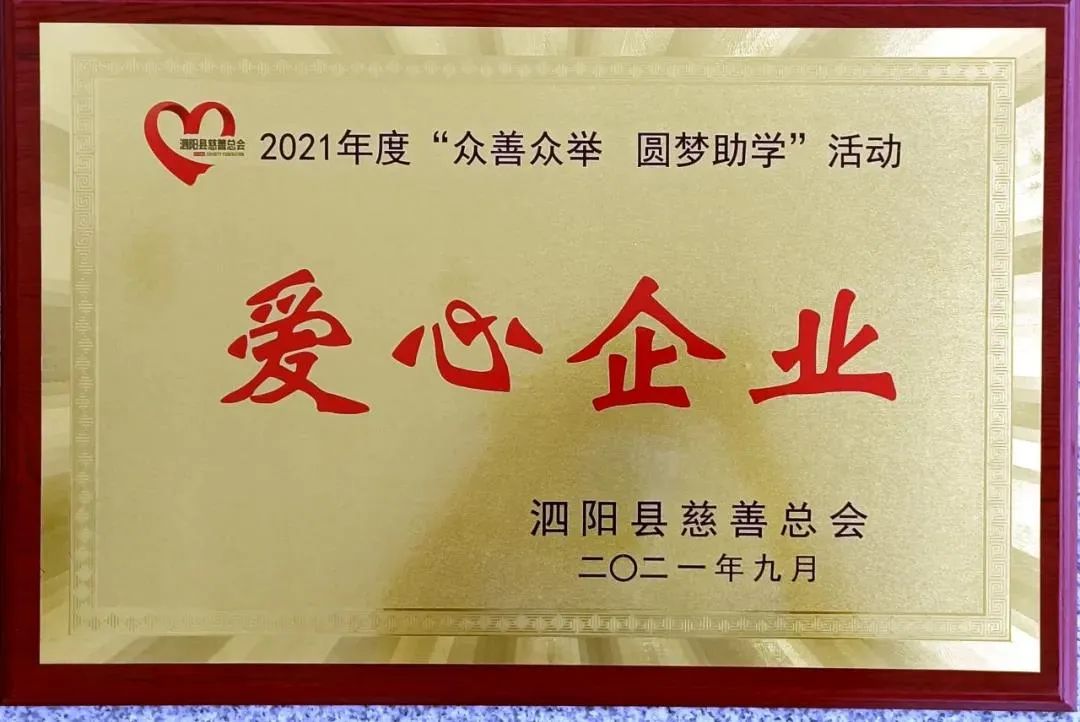 泗阳县慈善总会
2021年度“众善众举 圆梦助学”活动
爱心企业
泗阳县慈善总会
二〇二一年九月